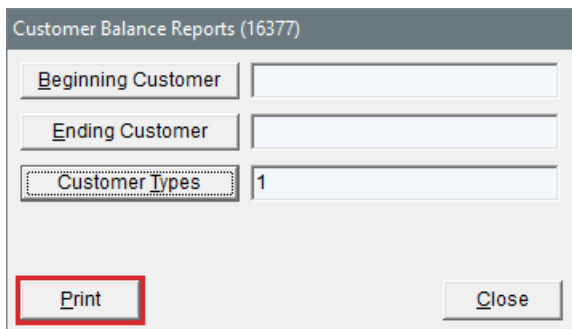 Customer Balance Reports (16377)
Beginning Customer
Ending Customer
Customer Types 1
Print Close